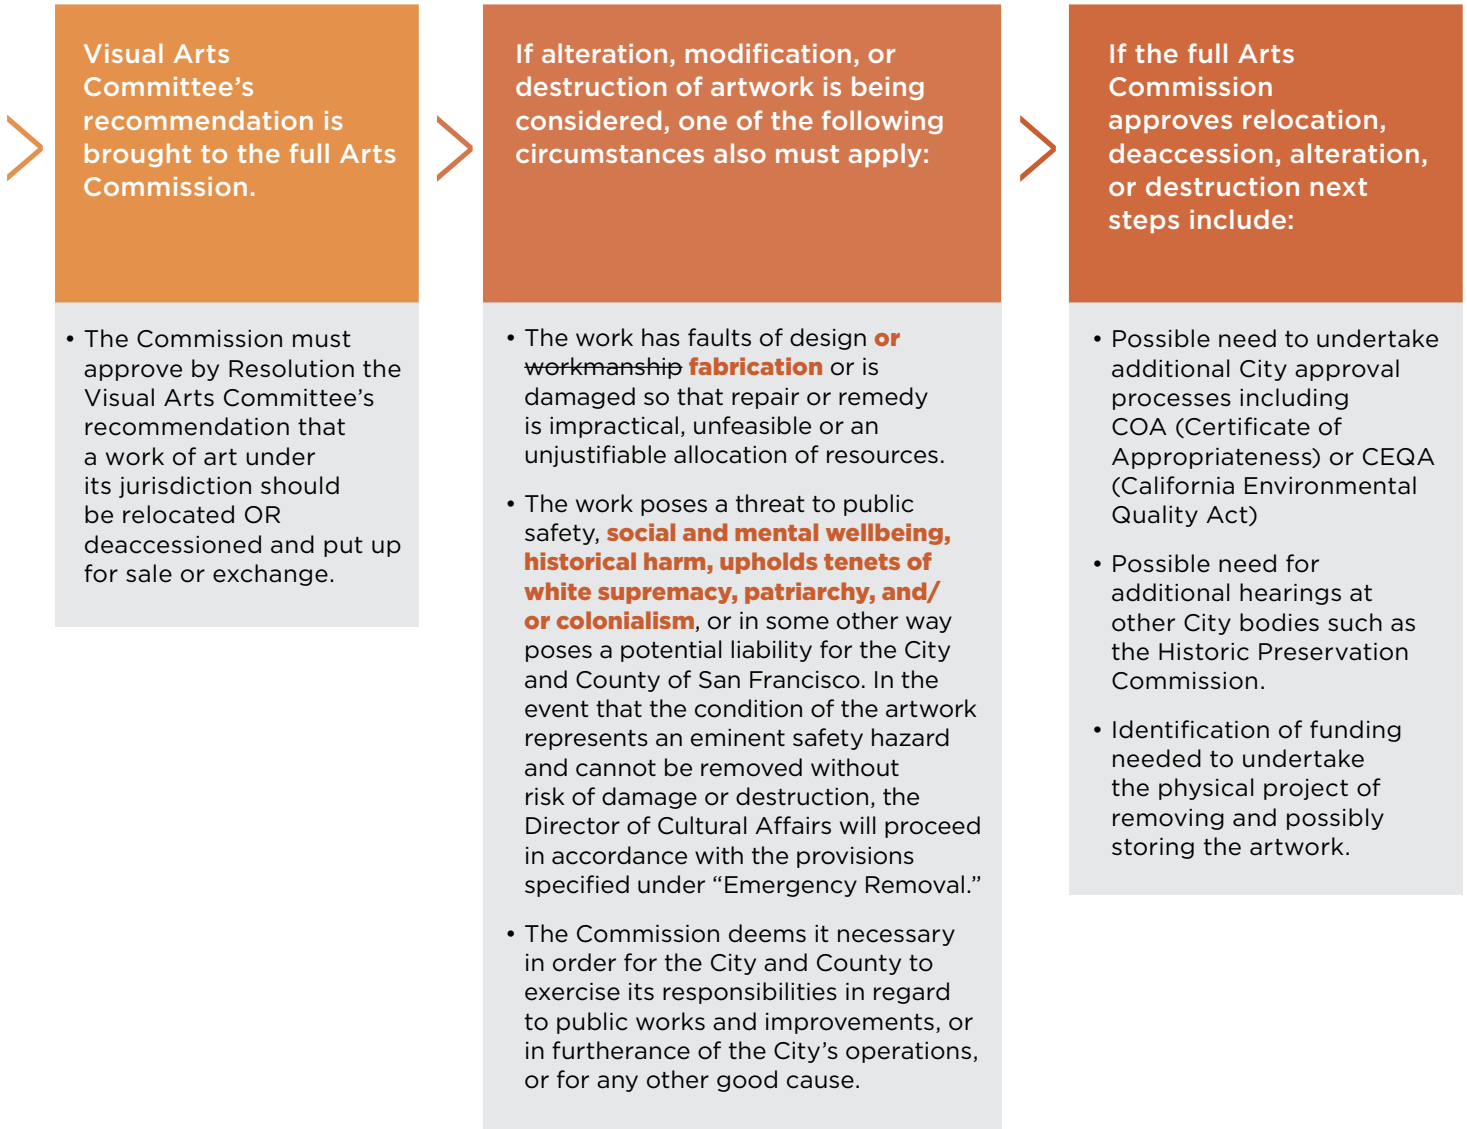 Visual Arts
Committee’s
recommendation is
brought to the full Arts
Commission.
• The Commission must
approve by Resolution the
Visual Arts Committee’s
recommendation that
a work of art under
its jurisdiction should
be relocated OR
deaccessioned and put up
for sale or exchange.
If alteration, modification, or
destruction of artwork is being
considered, one of the following
circumstances also must apply:
• The work has faults of design or
workmanship fabrication or is
damaged so that repair or remedy
is impractical, unfeasible or an
unjustifiable allocation of resources.
• The work poses a threat to public
safety, social and mental wellbeing,
historical harm, upholds tenets of
white supremacy, patriarchy, and/
or colonialism, or in some other way
poses a potential liability for the City
and County of San Francisco. In the
event that the condition of the artwork
represents an eminent safety hazard
and cannot be removed without
risk of damage or destruction, the
Director of Cultural Affairs will proceed
in accordance with the provisions
specified under “Emergency Removal.”
• The Commission deems it necessary
in order for the City and County to
exercise its responsibilities in regard
to public works and improvements, or
in furtherance of the City’s operations,
or for any other good cause.
If the full Arts
Commission
approves relocation,
deaccession, alteration,
or destruction next
steps include:
• Possible need to undertake
additional City approval
processes including
COA (Certificate of
Appropriateness) or CEQA
(California Environmental
Quality Act)
• Possible need for
additional hearings at
other City bodies such as
the Historic Preservation
Commission.
• Identification of funding
needed to undertake
the physical project of
removing and possibly
storing the artwork.